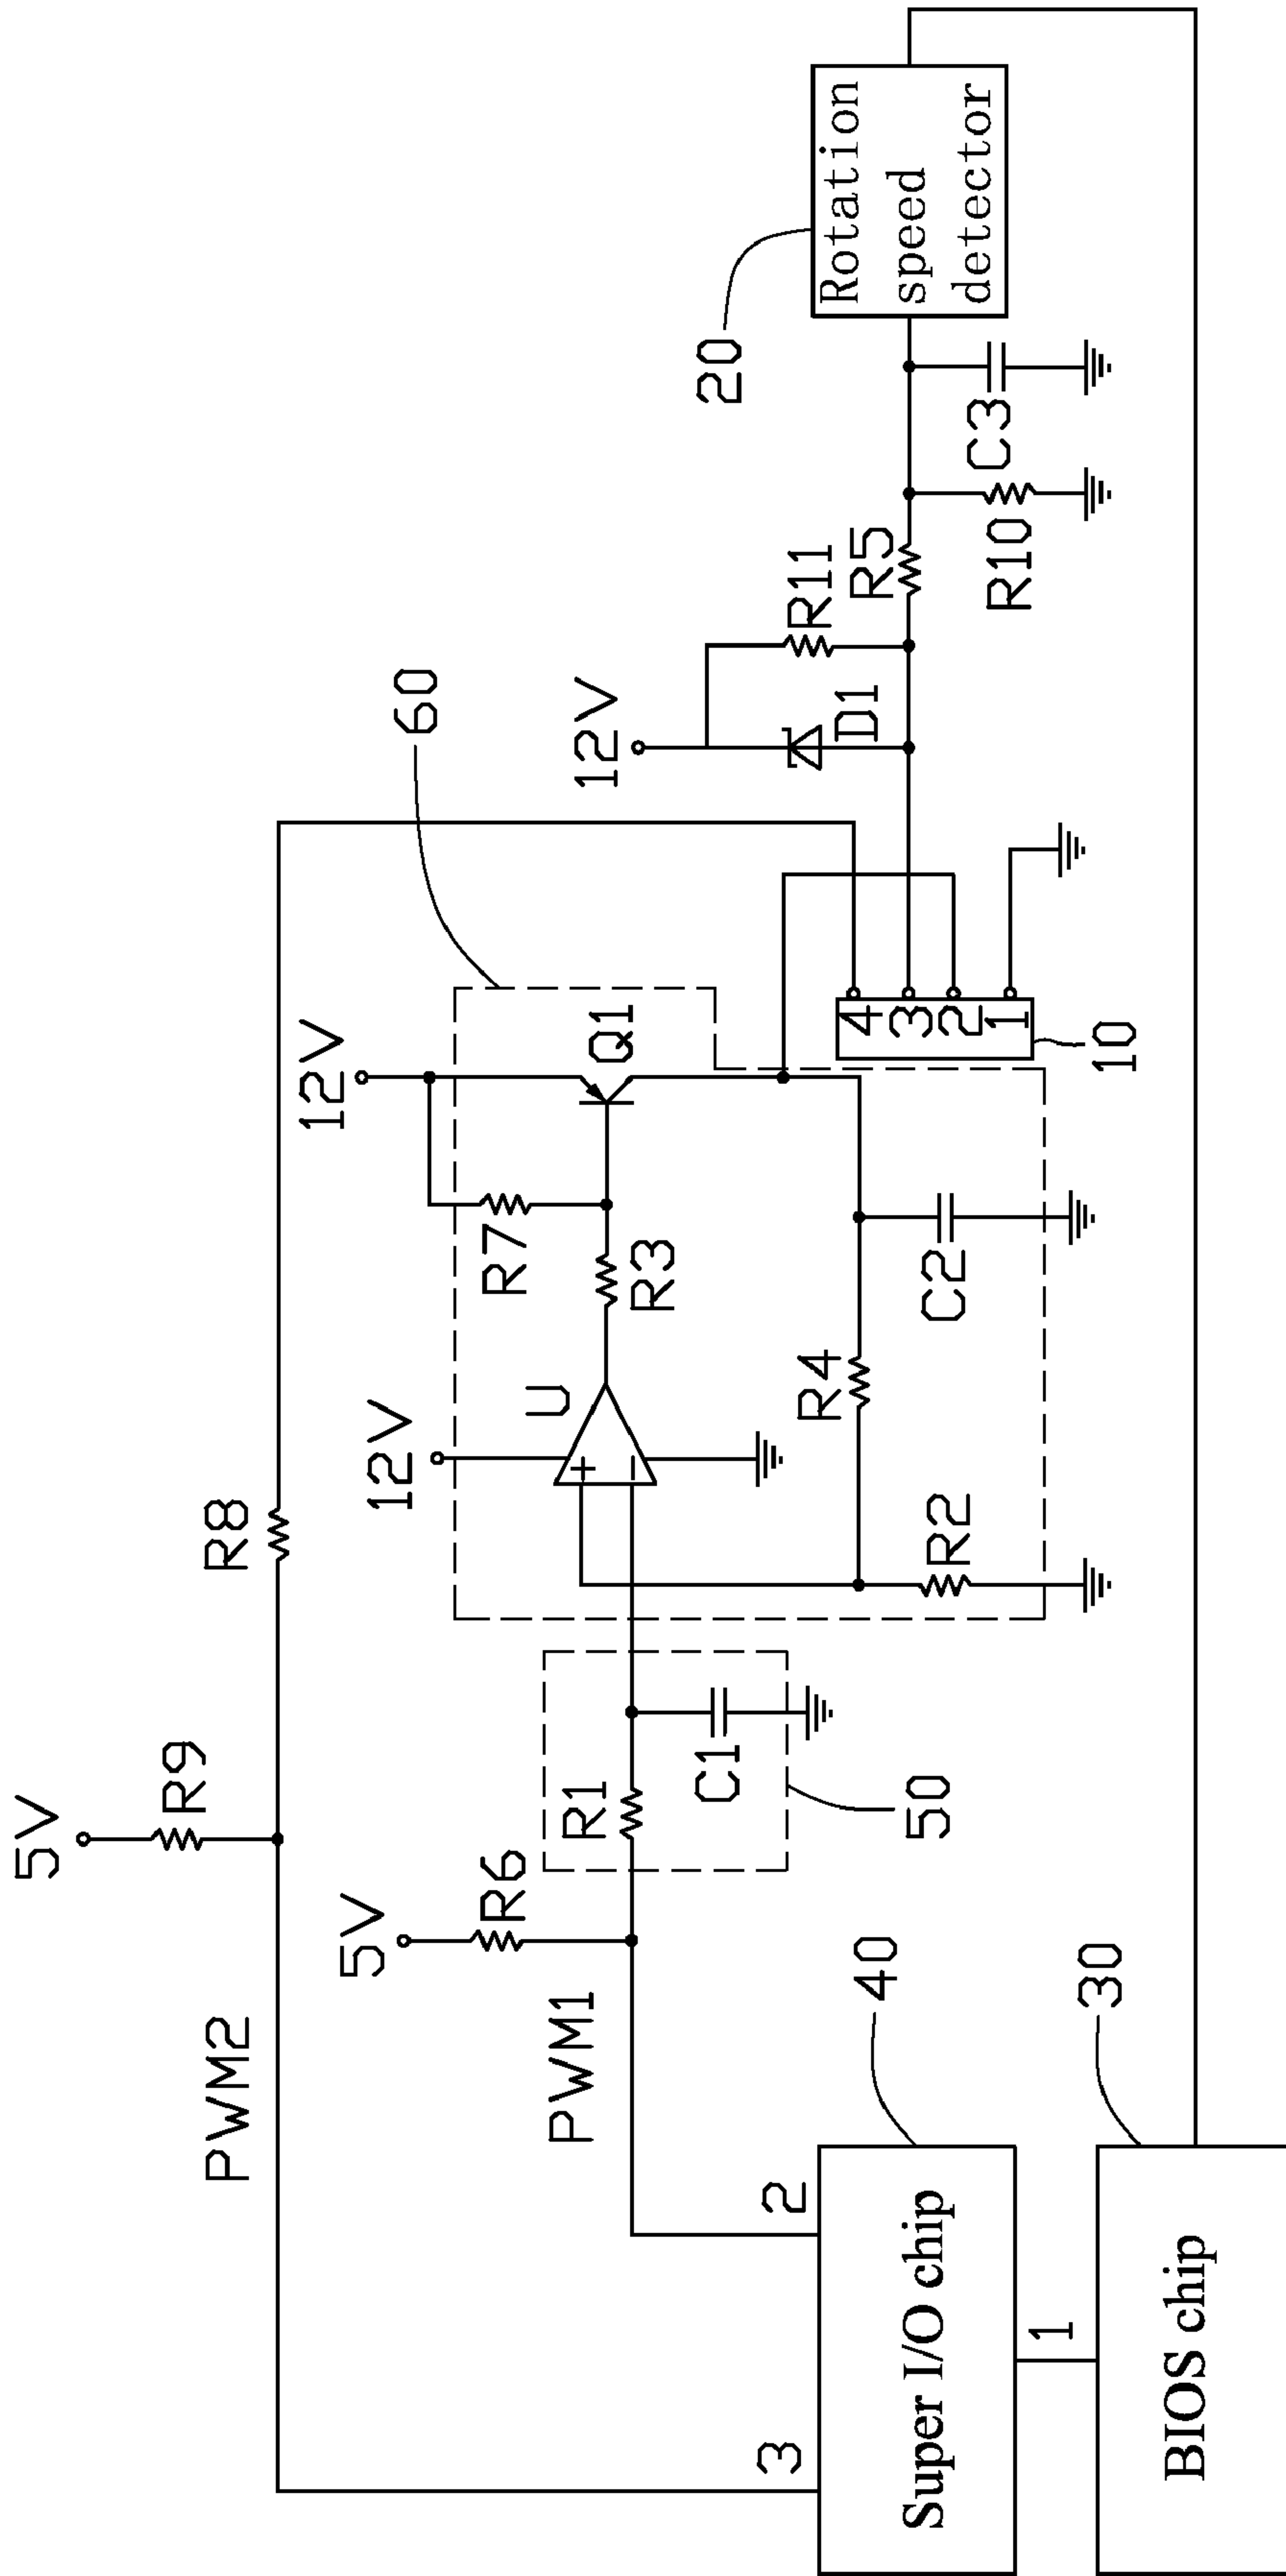 5V
R9
PWM2
R8
5V
R6
PWM1
R1
C1
50
12V
U
R3
R7
12V
Q1
60
+
−
R4
R2
C2
12V
D1
R11
R5
R10
C3
20
Rotation
speed
detector
4
3
2
1
10
3
2
40
Super I/O chip
1
30
BIOS chip